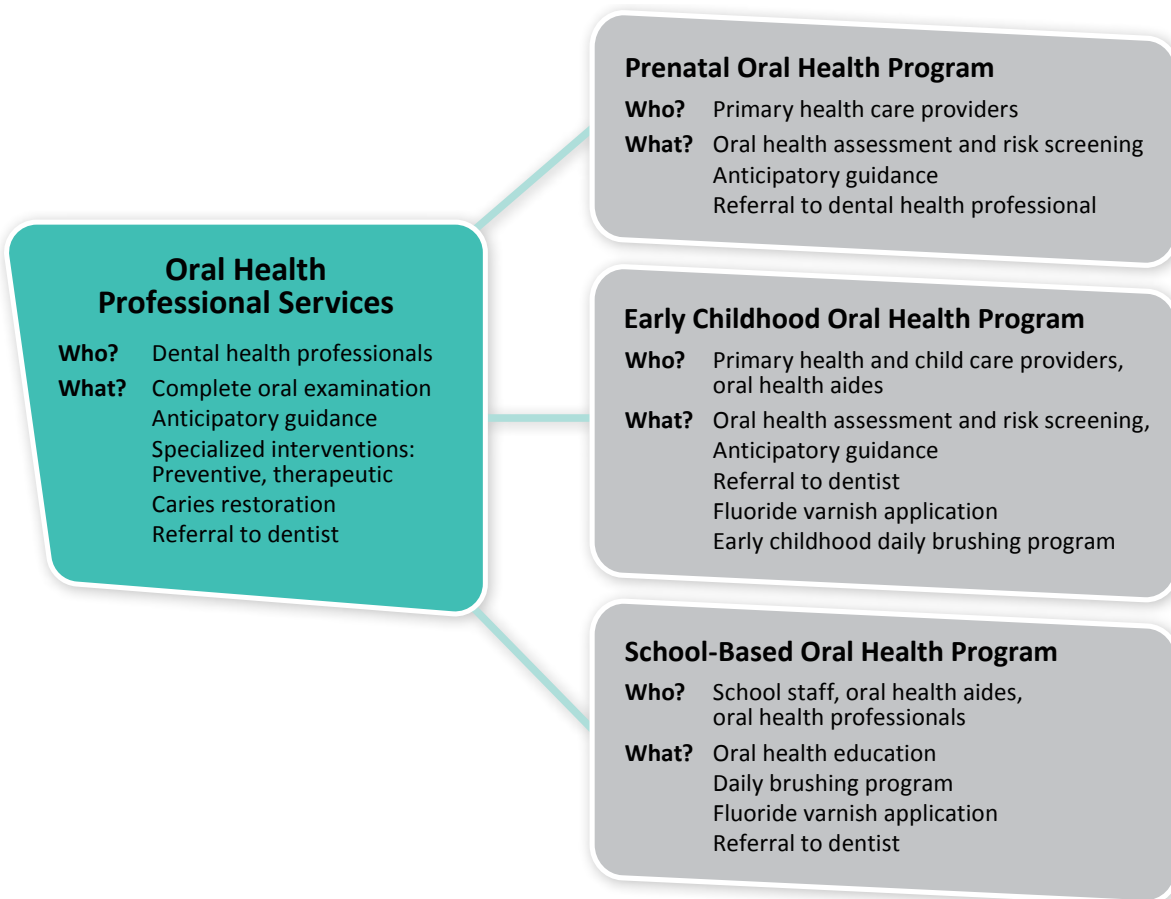 Oral Health
Professional Services
Who? Dental health professionals
What? Complete oral examination
Anticipatory guidance
Specialized interventions:
Preventive, therapeutic
Caries restoration
Referral to dentist
Prenatal Oral Health Program
Who? Primary health care providers
What? Oral health assessment and risk screening
Anticipatory guidance
Referral to dental health professional
Early Childhood Oral Health Program
Who? Primary health and child care providers,
oral health aides
What? Oral health assessment and risk screening,
Anticipatory guidance
Referral to dentist
Fluoride varnish application
Early childhood daily brushing program
School-Based Oral Health Program
Who? School staff, oral health aides,
oral health professionals
What? Oral health education
Daily brushing program
Fluoride varnish application
Referral to dentist